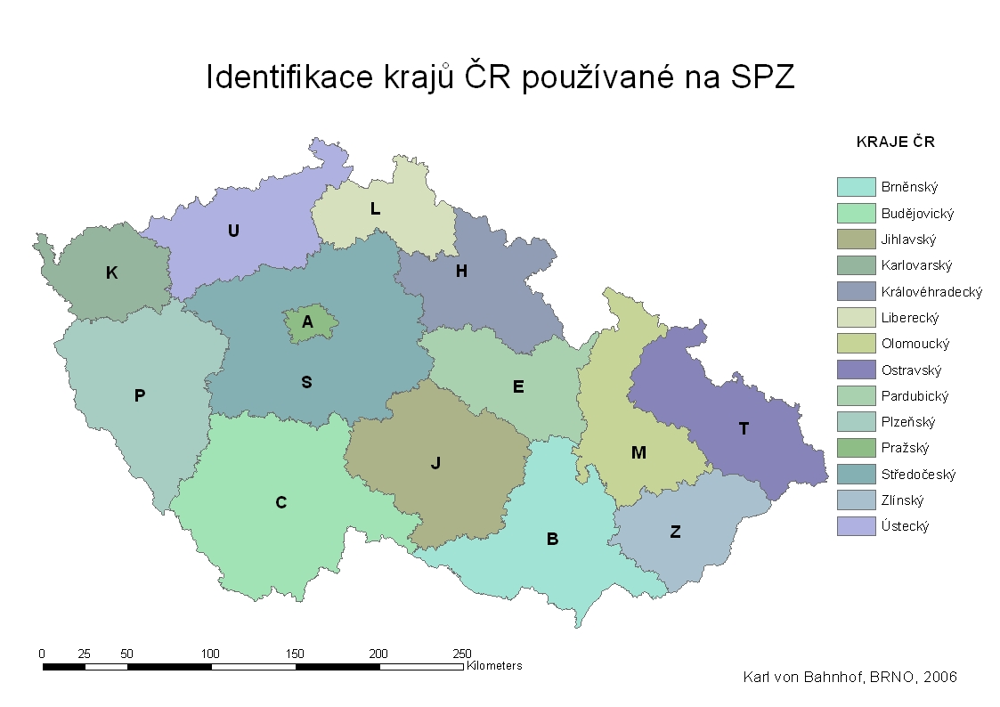 Identifikace krajů ČR používané na SPZ
KRAJE ČR
Brněnský
Budějovický
Jihlavský
Karlovarský
Královéhradecký
Liberecký
Olomoucký
Ostravský
Pardubický
Plzeňský
Pražský
Středočeský
Zlínský
Ústecký
L
U
H
K
A
S
E
P
T
M
J
C
Z
B
0 25 50 100 150 200 250
Kilometers
Karl von Bahnhof, BRNO, 2006